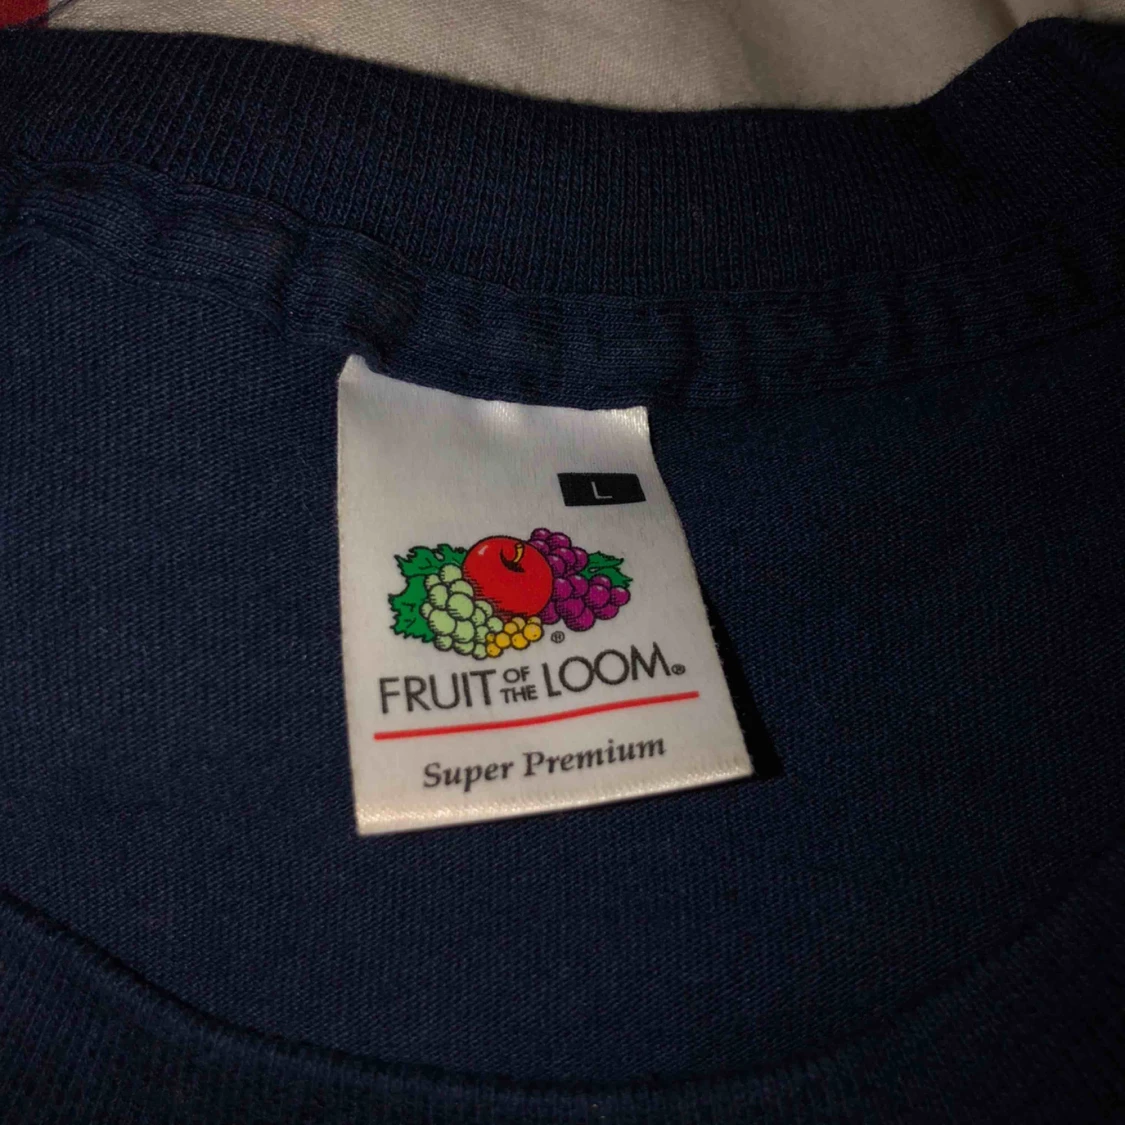 L
®
FRUIT OF THE LOOM®
Super Premium